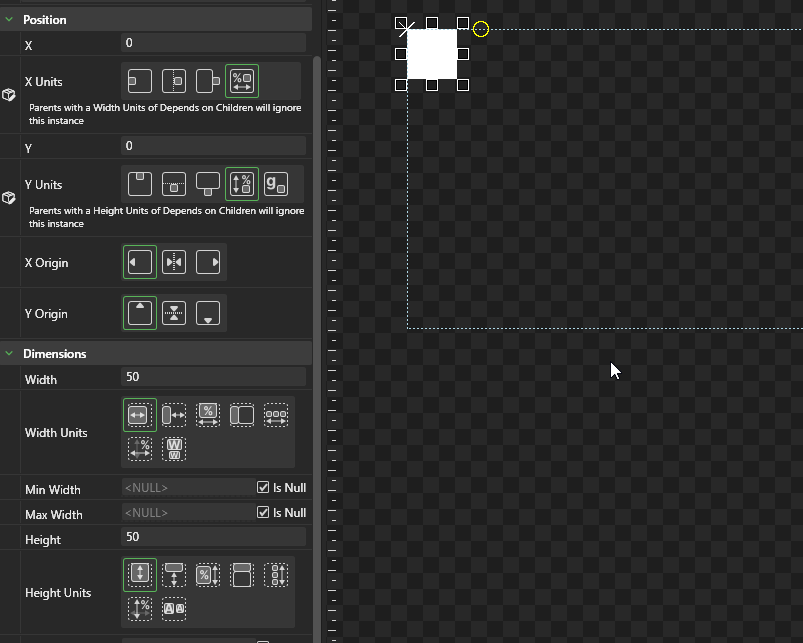 Position
X
0
X Units
%
Parents with a Width Units of Depends on Children will ignore
this instance
Y
0
Y Units
%
g
Parents with a Height Units of Depends on Children will ignore
this instance
X Origin
Y Origin
Dimensions
Width
50
Width Units
%
%
W
W
Min Width
<NULL>
Is Null
Max Width
<NULL>
Is Null
Height
50
Height Units
%
%
A A